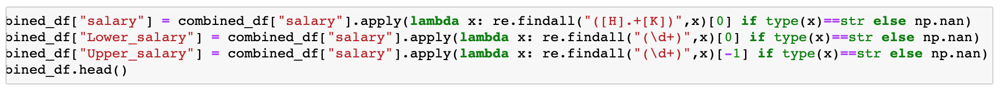 bined_df["salary"] = combined_df["salary"].apply(lambda x: re.findall("([H].+[K])",x)[0] if type(x)==str else np.nan)
bined_df["Lower_salary"] = combined_df["salary"].apply(lambda x: re.findall("(\d+)",x)[0] if type(x)==str else np.nan)
bined_df["Upper_salary"] = combined_df["salary"].apply(lambda x: re.findall("(\d+)",x)[-1] if type(x)==str else np.nan)
bined_df.head()